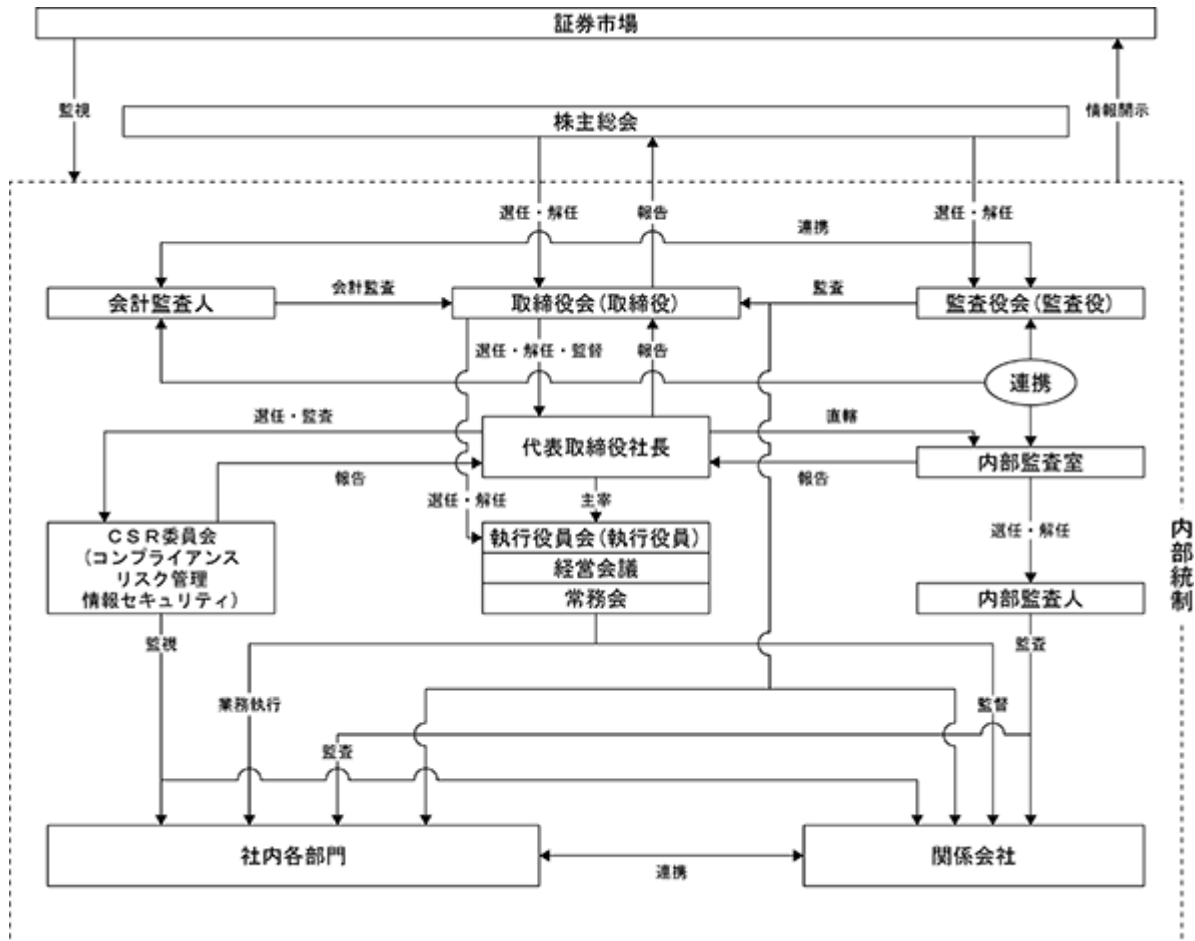 証券市場
監視
株主総会
情報開示
選任・解任
報告
選任・解任
連携
会計監査人
会計監査
取締役会(取締役)
監査
監査役会(監査役)
選任・解任・監督
報告
連携
選任・監査
代表取締役社長
直轄
内部監査室
報告
報告
選任・解任
主宰
CSR委員会
(コンプライアンス
リスク管理
情報セキュリティ)
執行役員会(執行役員)
経営会議
常務会
選任・解任
内部監査人
内部統制
監視
監査
業務執行
監督
監査
社内各部門
連携
関係会社